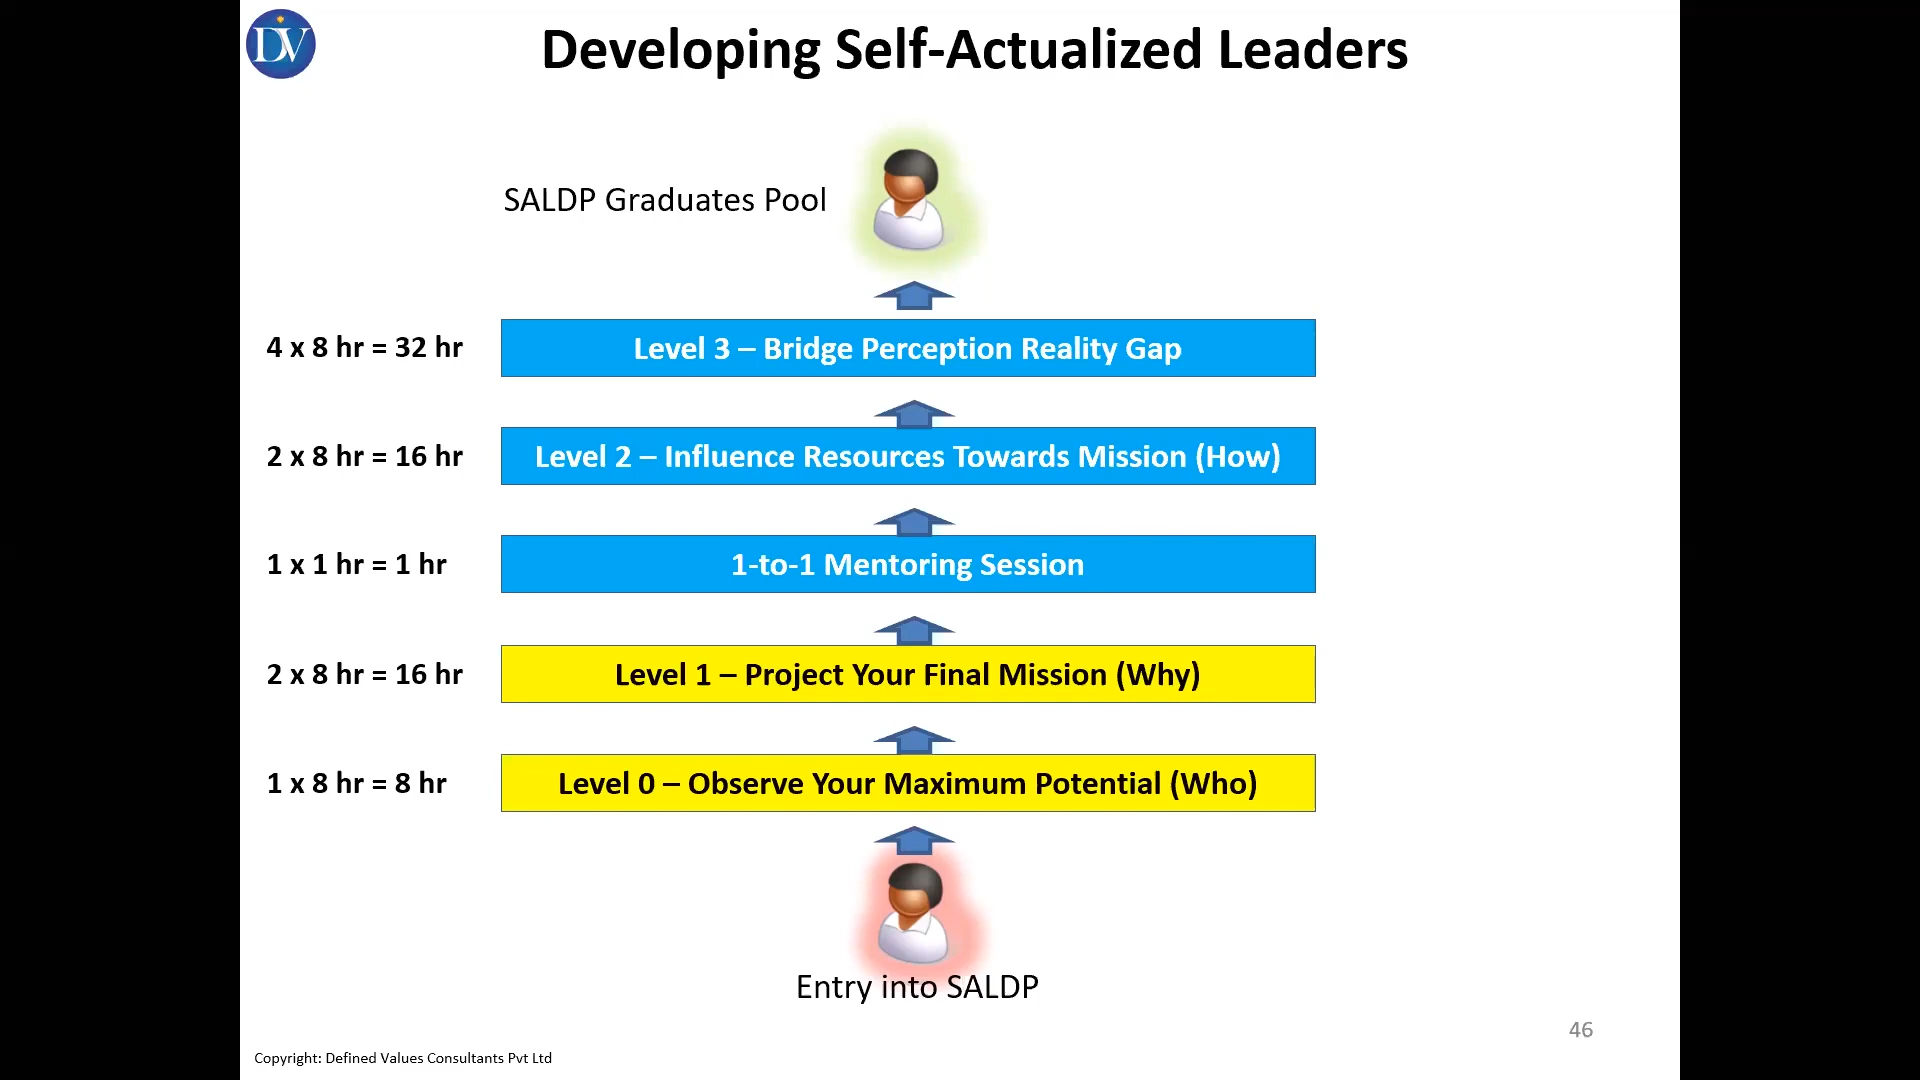 DV
Developing Self-Actualized Leaders
SALDP Graduates Pool
4 x 8 hr = 32 hr
Level 3 – Bridge Perception Reality Gap
2 x 8 hr = 16 hr
Level 2 – Influence Resources Towards Mission (How)
1 x 1 hr = 1 hr
1-to-1 Mentoring Session
2 x 8 hr = 16 hr
Level 1 – Project Your Final Mission (Why)
1 x 8 hr = 8 hr
Level 0 – Observe Your Maximum Potential (Who)
Entry into SALDP
46
Copyright: Defined Values Consultants Pvt Ltd